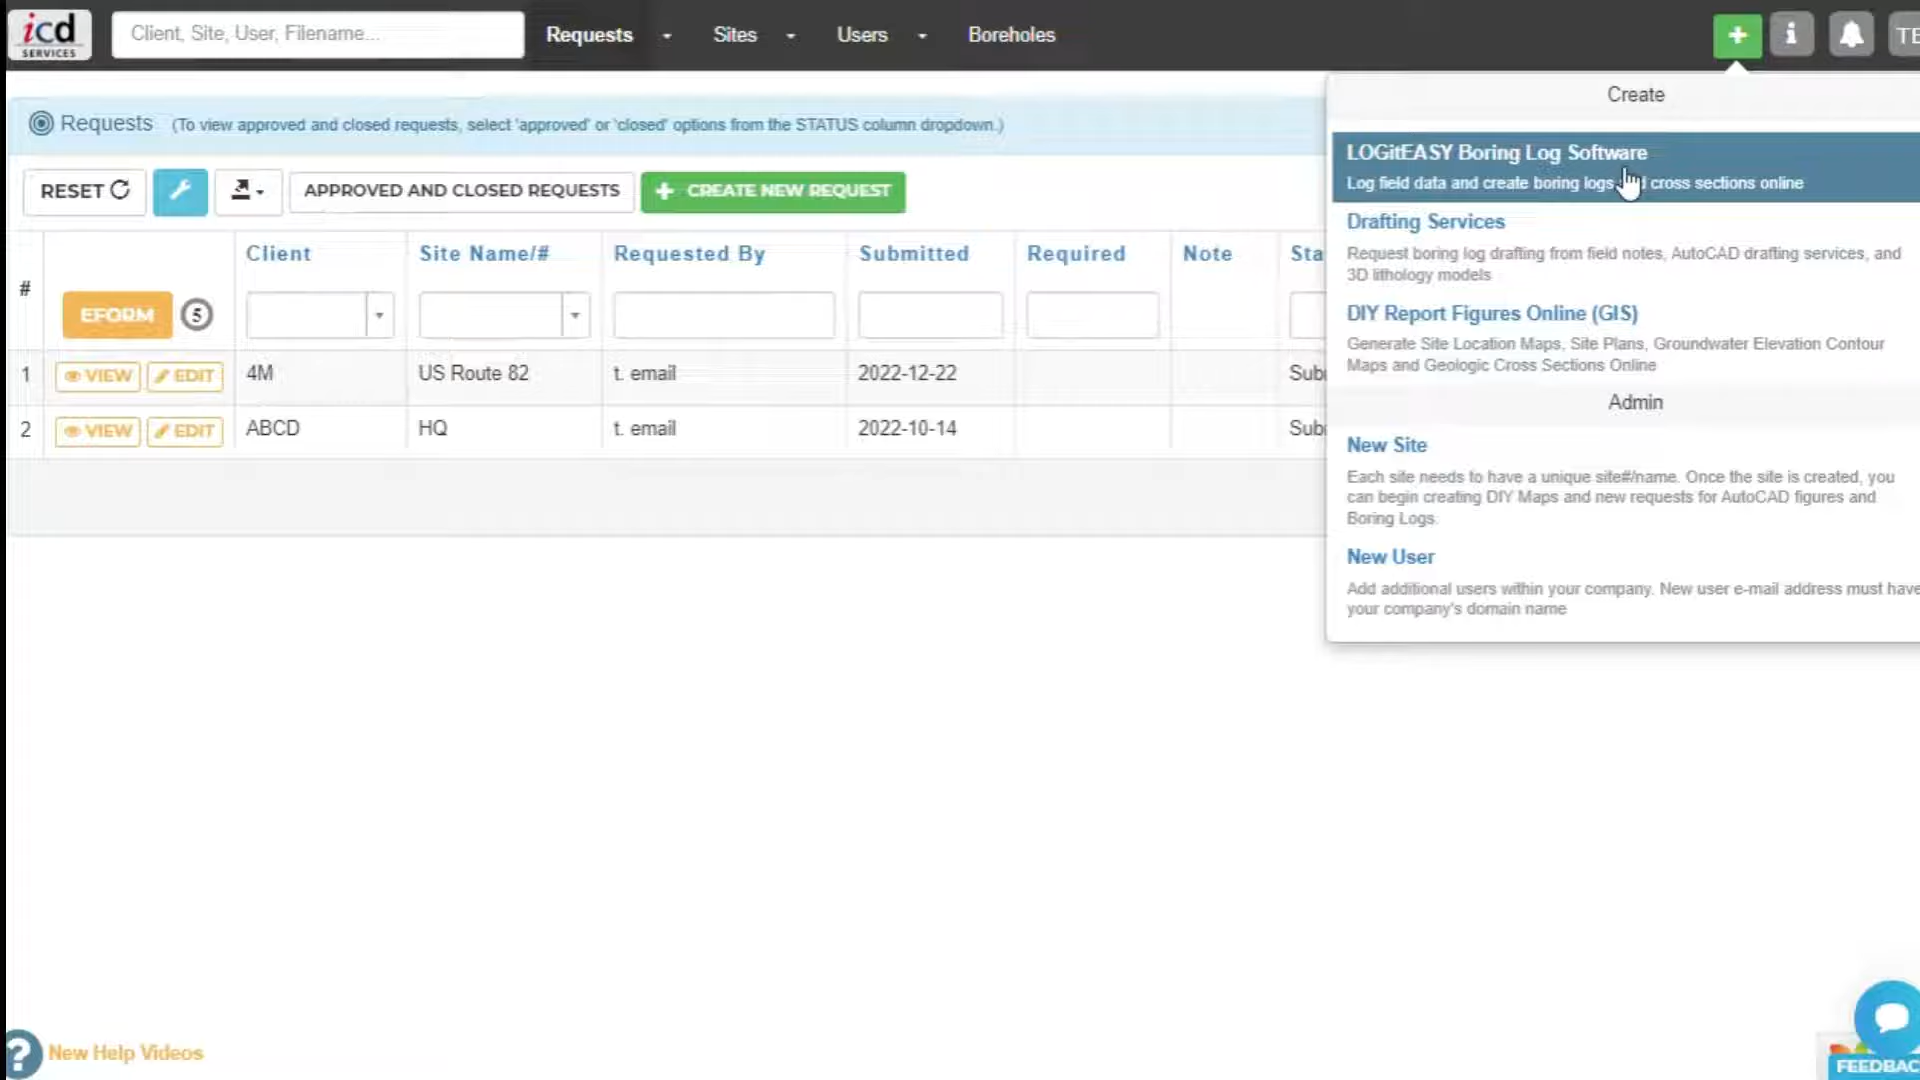 icd
SERVICES
Client, Site, User, Filename...
Requests
Sites
Users
Boreholes
+
i
Create
LOGitEASY Boring Log Software
Log field data and create boring logs cross sections online
Drafting Services
Request boring log drafting from field notes, AutoCAD drafting services, and
3D lithology models
DIY Report Figures Online (GIS)
Generate Site Location Maps, Site Plans, Groundwater Elevation Contour
Maps and Geologic Cross Sections Online
Admin
New Site
Each site needs to have a unique site#/name. Once the site is created, you
can begin creating DIY Maps and new requests for AutoCAD figures and
Boring Logs.
New User
Add additional users within your company. New user e-mail address must have
your company's domain name
Requests (To view approved and closed requests, select 'approved' or 'closed' options from the STATUS column dropdown.)
RESET
APPROVED AND CLOSED REQUESTS
+ CREATE NEW REQUEST
# Client Site Name/# Requested By Submitted Required Note
EFORM 5
1 VIEW EDIT 4M US Route 82 t. email 2022-12-22
2 VIEW EDIT ABCD HQ t. email 2022-10-14
? New Help Videos